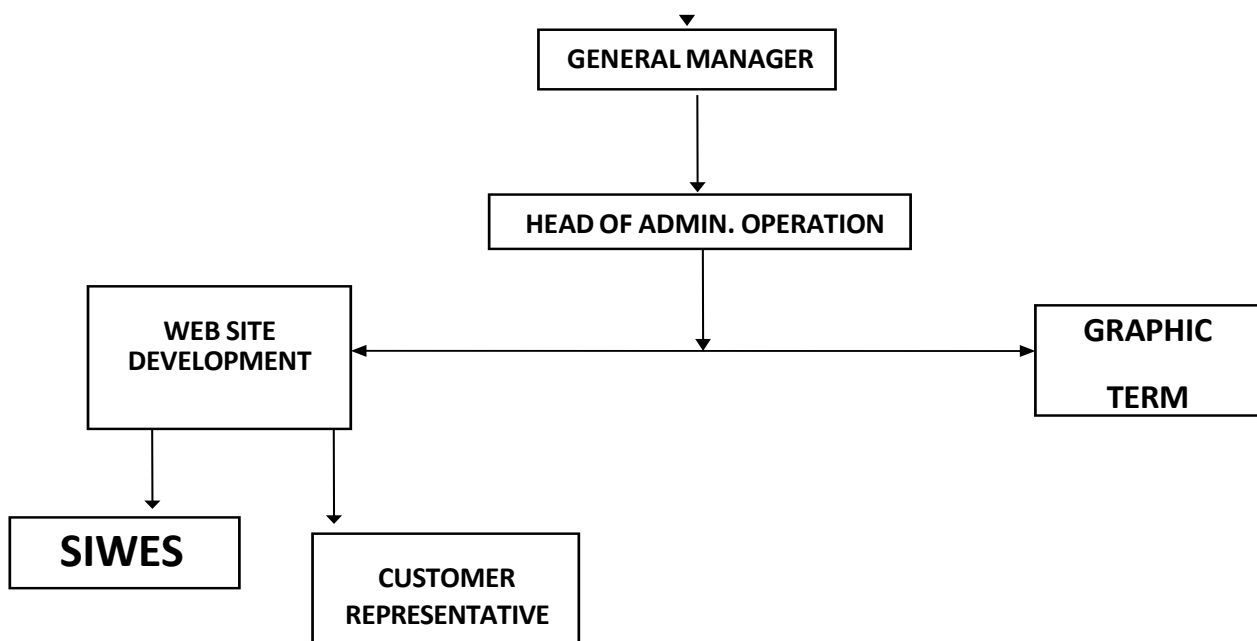 GENERAL MANAGER
HEAD OF ADMIN. OPERATION
WEB SITE
DEVELOPMENT
GRAPHIC
TERM
SIWES
CUSTOMER
REPRESENTATIVE